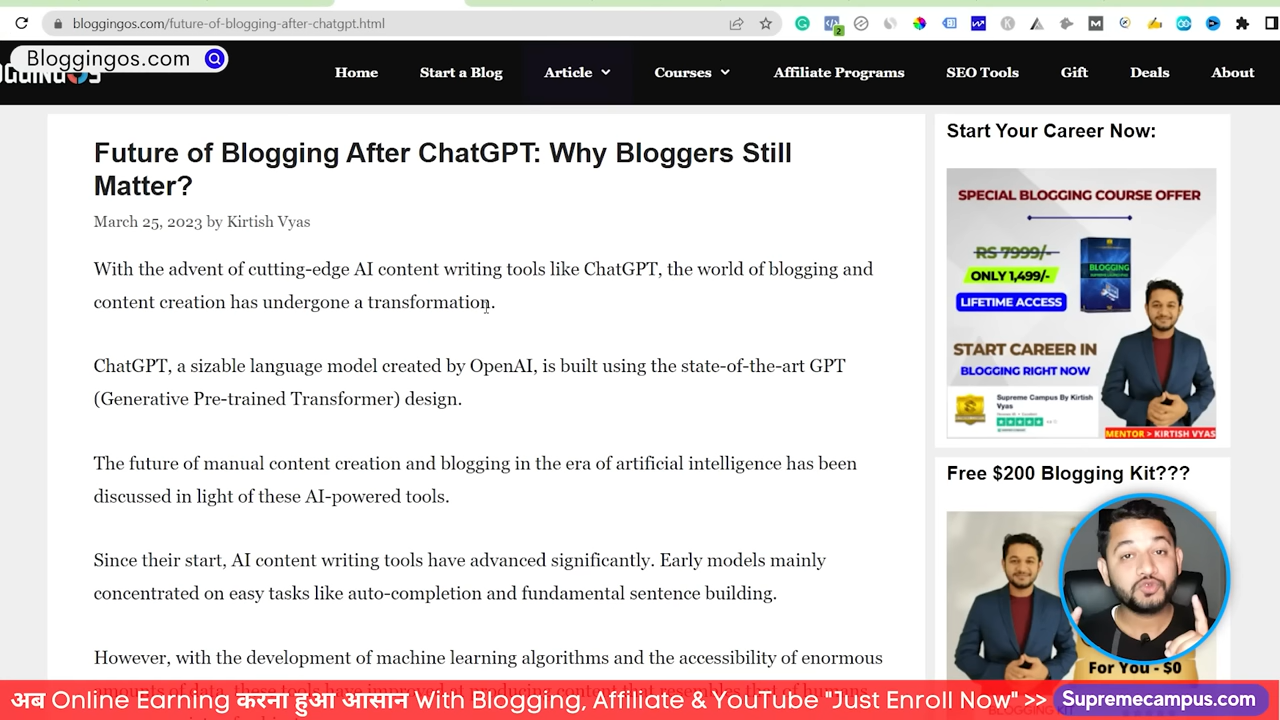 bloggingos.com/future-of-blogging-after-chatgpt.html
Bloggingos.com
Home Start a Blog Article Courses Affiliate Programs SEO Tools Gift Deals About
Future of Blogging After ChatGPT: Why Bloggers Still
Matter?
March 25, 2023 by Kirtish Vyas
With the advent of cutting-edge AI content writing tools like ChatGPT, the world of blogging and
content creation has undergone a transformation.
ChatGPT, a sizable language model created by OpenAI, is built using the state-of-the-art GPT
(Generative Pre-trained Transformer) design.
The future of manual content creation and blogging in the era of artificial intelligence has been
discussed in light of these AI-powered tools.
Since their start, AI content writing tools have advanced significantly. Early models mainly
concentrated on easy tasks like auto-completion and fundamental sentence building.
However, with the development of machine learning algorithms and the accessibility of enormous
Start Your Career Now:
SPECIAL BLOGGING COURSE OFFER
RS 7999/-
ONLY 1,499/-
LIFETIME ACCESS
BLOGGING
START CAREER IN
BLOGGING RIGHT NOW
Supreme Campus By Kirtish
Vyas
MENTOR > KIRTISH VYAS
Free $200 Blogging Kit???
For You - $0
अब Online Earning करना हुआ आसान With Blogging, Affiliate & YouTube "Just Enroll Now" >> Supremecampus.com